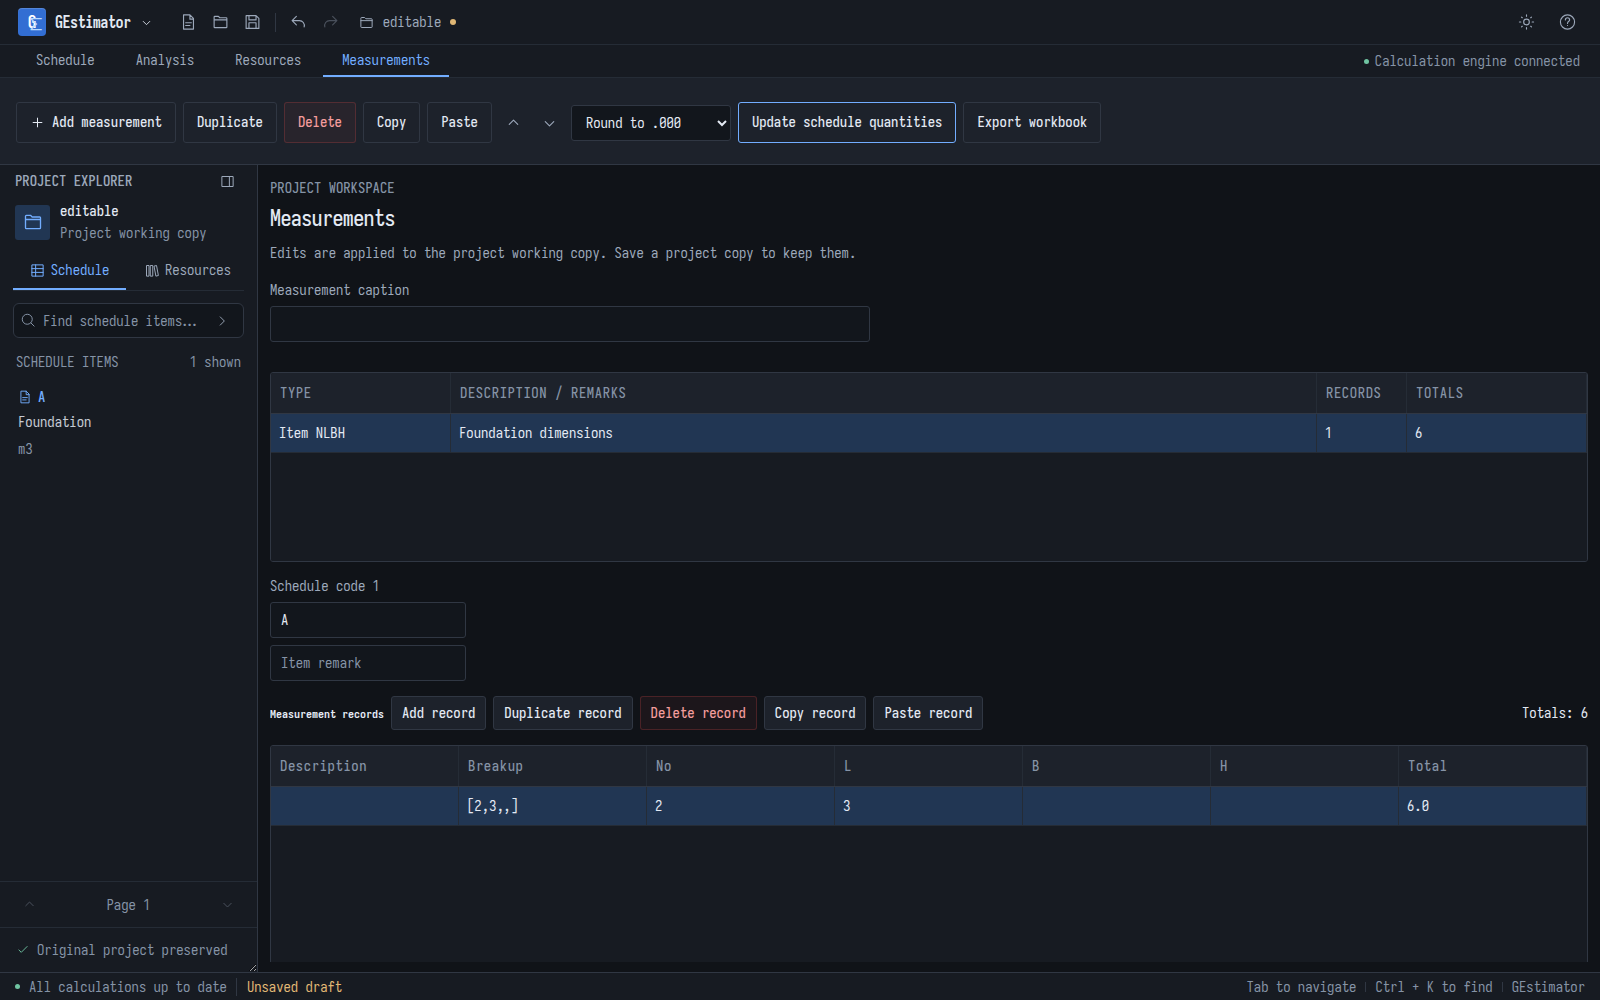 GEstimator
editable
Schedule
Analysis
Resources
Measurements
Calculation engine connected
Add measurement
Duplicate
Delete
Copy
Paste
Round to .000
Update schedule quantities
Export workbook
PROJECT EXPLORER
editable
Project working copy
Schedule
Resources
Find schedule items...
SCHEDULE ITEMS
1 shown
A
Foundation
m3
Page 1
Original project preserved
PROJECT WORKSPACE
Measurements
Edits are applied to the project working copy. Save a project copy to keep them.
Measurement caption
TYPE
DESCRIPTION / REMARKS
RECORDS
TOTALS
Item NLBH
Foundation dimensions
1
6
Schedule code 1
A
Item remark
Measurement records
Add record
Duplicate record
Delete record
Copy record
Paste record
Totals: 6
Description
Breakup
No
L
B
H
Total
[2,3,,]
2
3
6.0
All calculations up to date
Unsaved draft
Tab to navigate
Ctrl + K to find
GEstimator